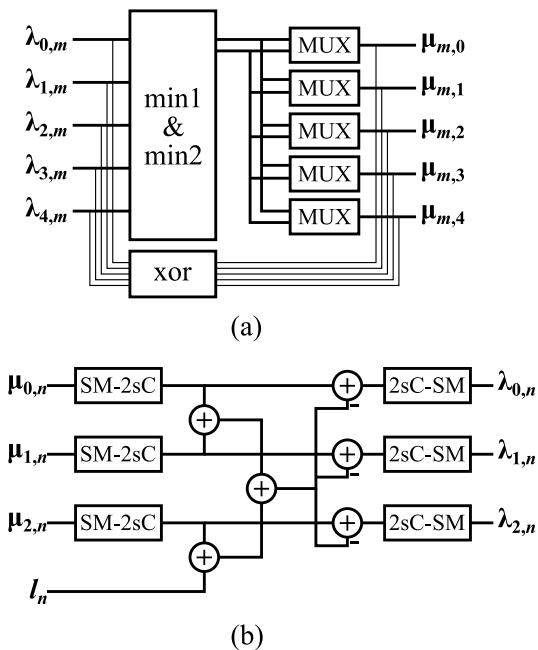 λ0,m MUX μm,0
λ1,m MUX μm,1
λ2,m min1 & min2 MUX μm,2
λ3,m MUX μm,3
λ4,m MUX μm,4
xor
(a)
μ0,n SM-2sC + 2sC-SM λ0,n
+ -
μ1,n SM-2sC + 2sC-SM λ1,n
+ -
μ2,n SM-2sC + 2sC-SM λ2,n
+ -
ln
(b)